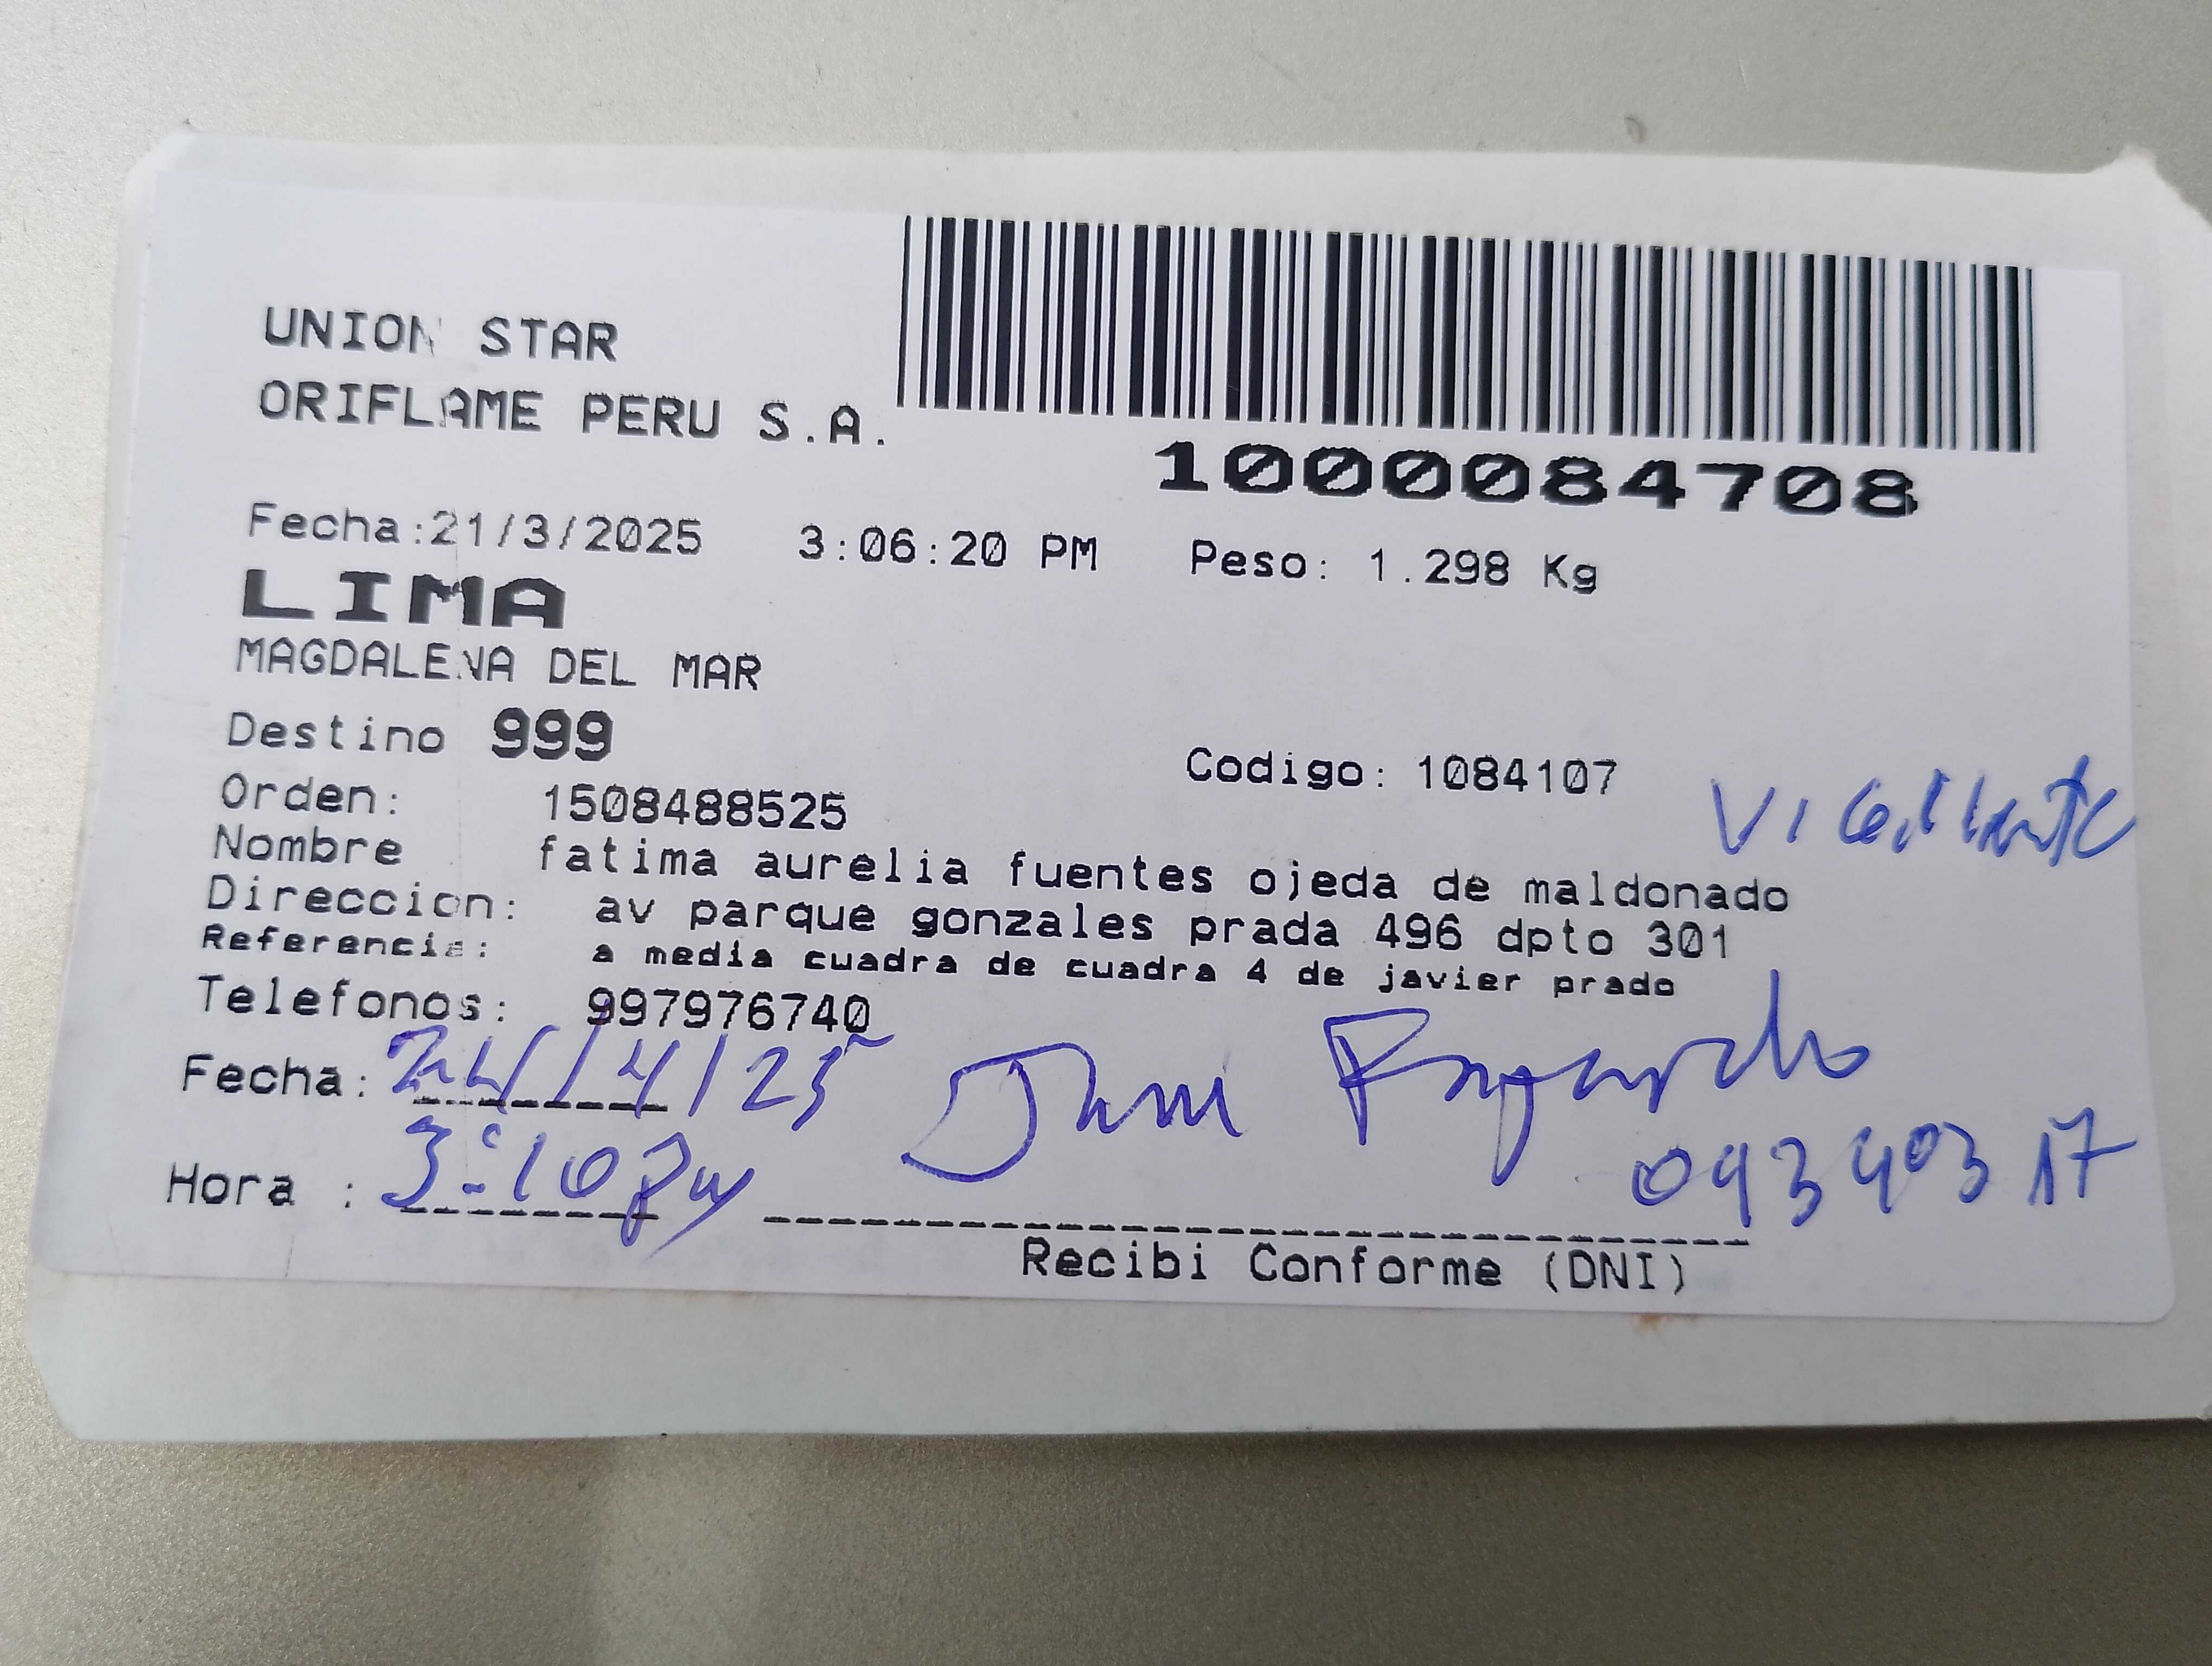 UNION STAR
ORIFLAME PERU S.A.
1000084708
Fecha:21/3/2025 3:06:20 PM Peso: 1.298 Kg
LIMA
MAGDALENA DEL MAR
Destino 999
Codigo: 1084107
Orden: 1508488525
Vigilante
Nombre fatima aurelia fuentes ojeda de maldonado
Direccion: av parque gonzales prada 496 dpto 301
Referencia: a media cuadra de cuadra 4 de javier prado
Telefonos: 997976740
Fecha: 24/4/25
Hora : 3:10 pm
09340317
Recibi Conforme (DNI)